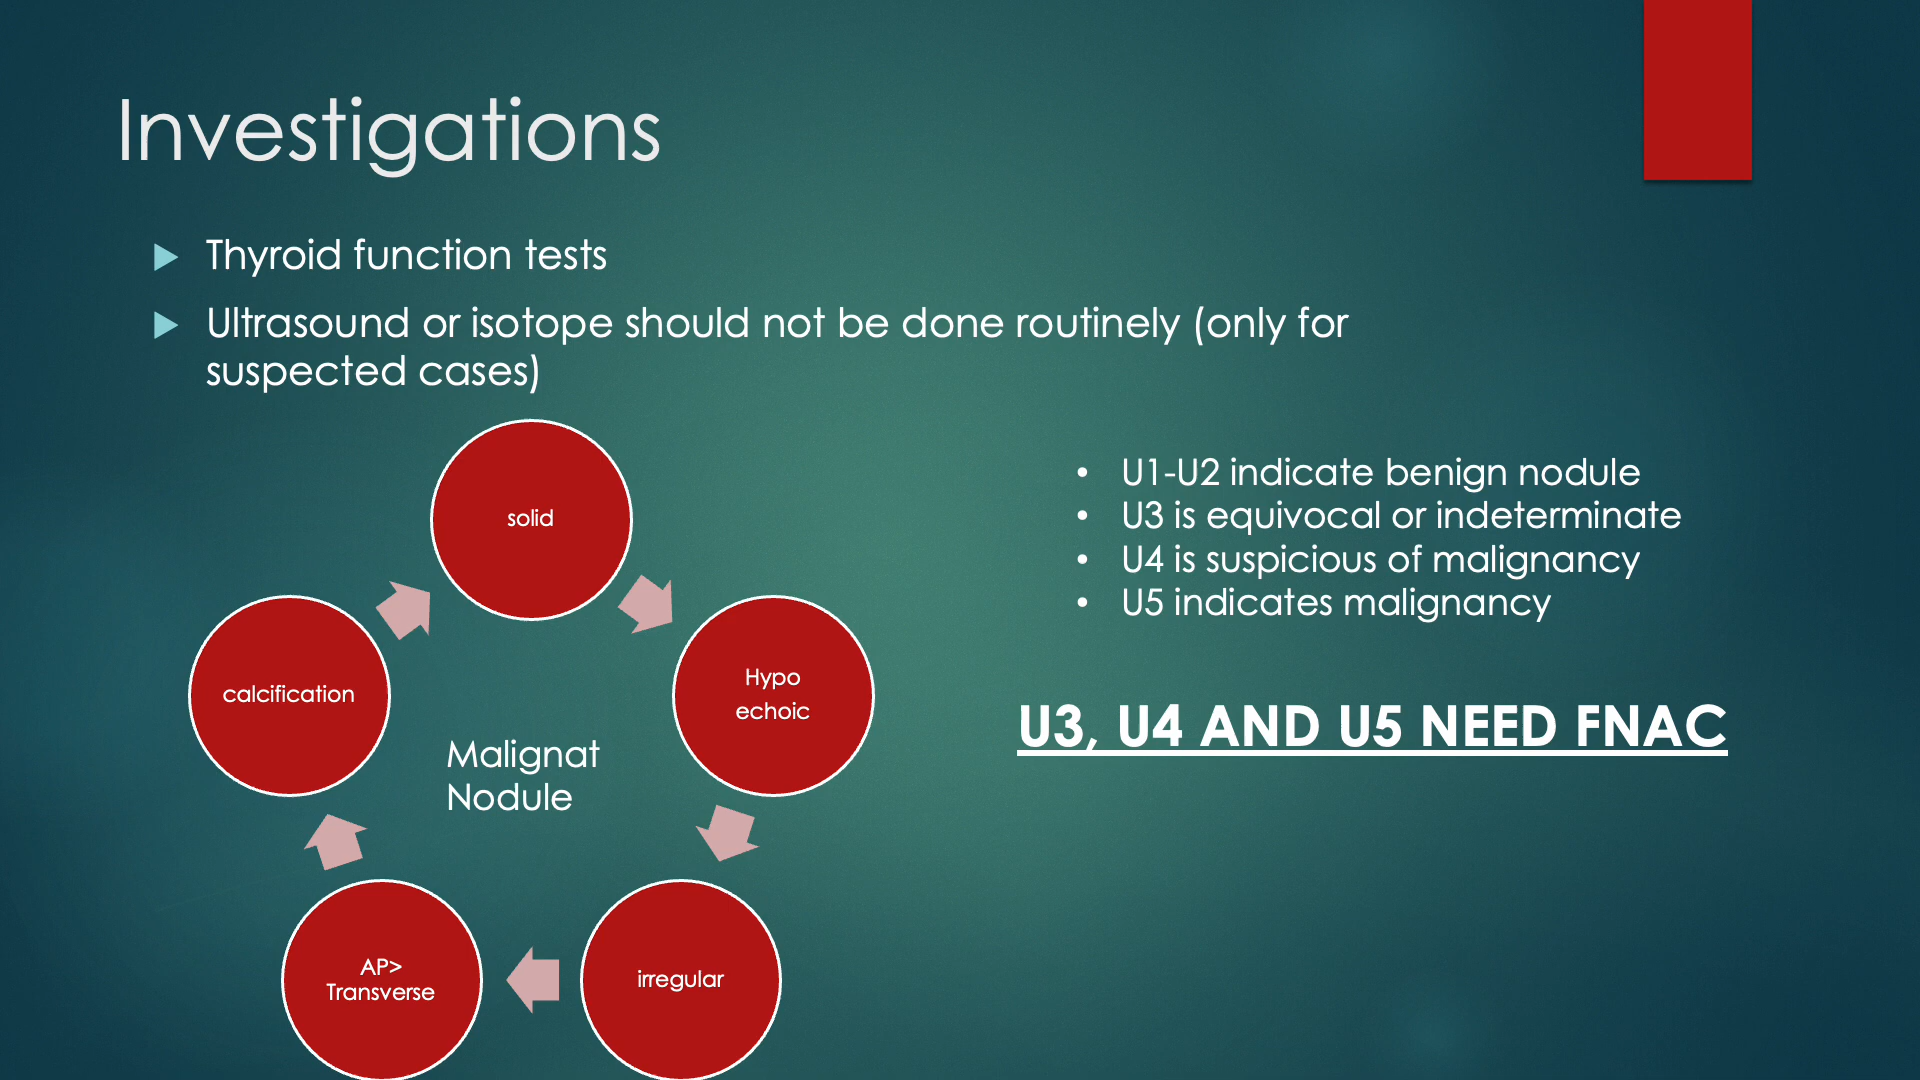 Investigations
Thyroid function tests
Ultrasound or isotope should not be done routinely (only for
suspected cases)
solid
Hypo
echoic
irregular
AP>
Transverse
calcification
Malignat
Nodule
• U1-U2 indicate benign nodule
• U3 is equivocal or indeterminate
• U4 is suspicious of malignancy
• U5 indicates malignancy
U3, U4 AND U5 NEED FNAC